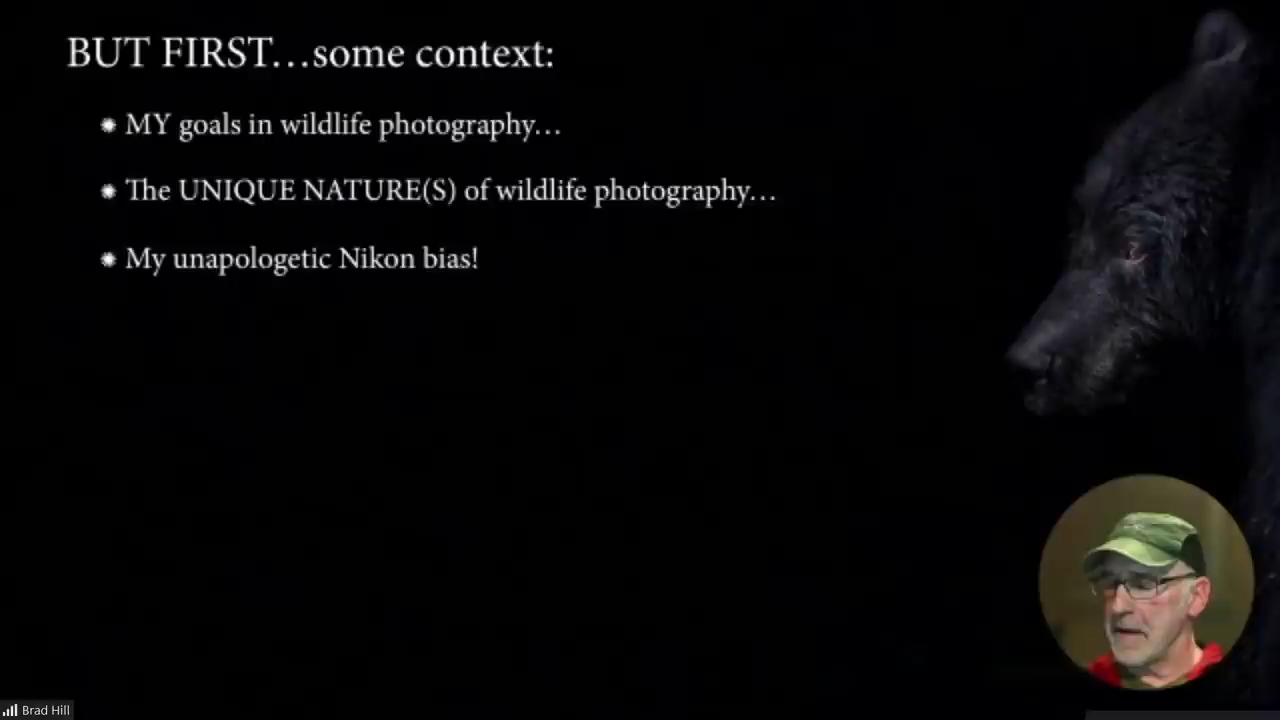 BUT FIRST…some context:
MY goals in wildlife photography…
The UNIQUE NATURE(S) of wildlife photography…
My unapologetic Nikon bias!
Brad Hill